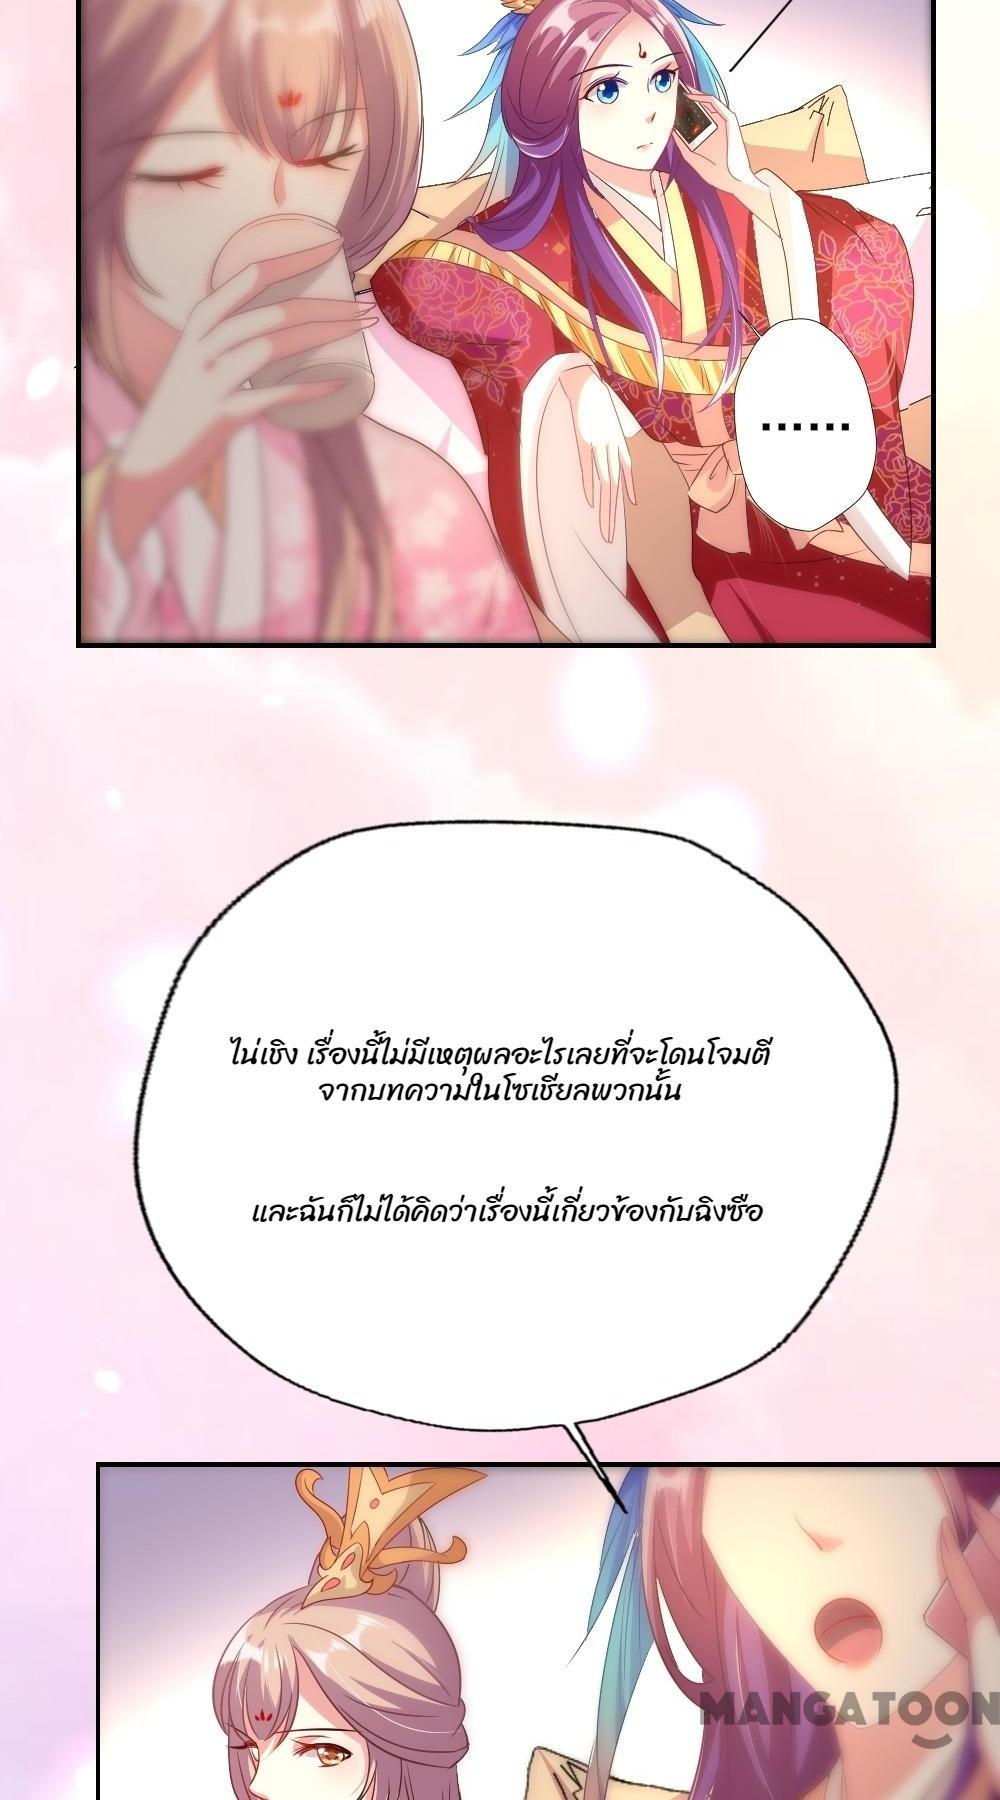 ......
ไน่เชิง เรื่องนี้ไม่มีเหตุผลอะไรเลยที่จะโดนโจมตี
จากบทความในโซเชียลพวกนั้น
และฉันก็ไม่ได้คิดว่าเรื่องนี้เกี่ยวข้องกับฉิงซือ
MANGATOON